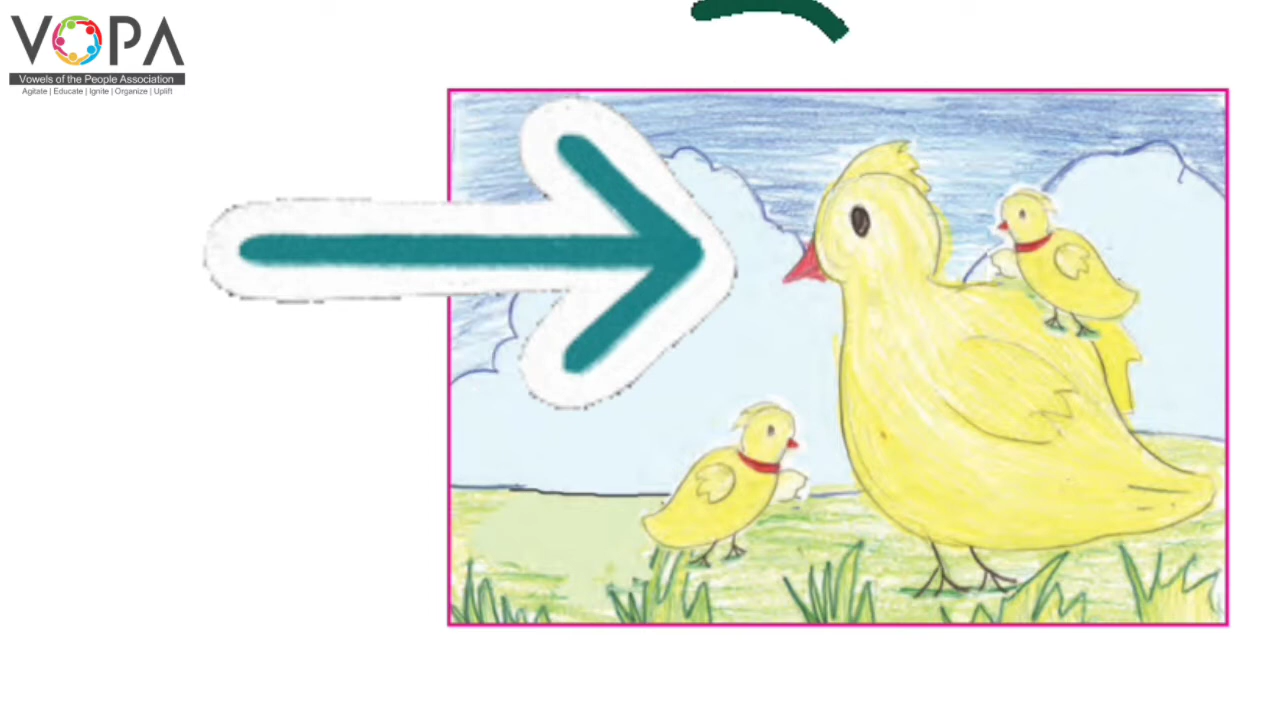 VOPA
Vowels of the People Association
Agitate | Educate | Ignite | Organize | Uplift